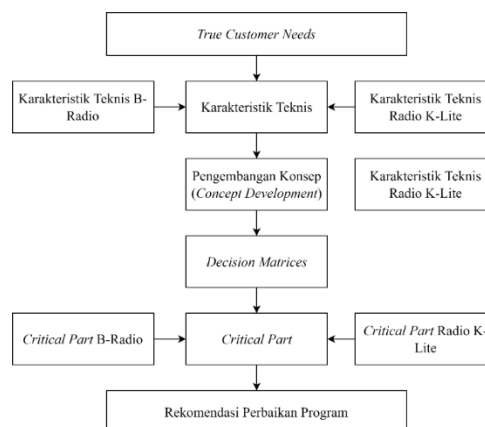 True Customer Needs
Karakteristik Teknis B-
Radio
Karakteristik Teknis
Karakteristik Teknis
Radio K-Lite
Pengembangan Konsep
(Concept Development)
Karakteristik Teknis
Radio K-Lite
Decision Matrices
Critical Part B-Radio
Critical Part
Critical Part Radio K-
Lite
Rekomendasi Perbaikan Program